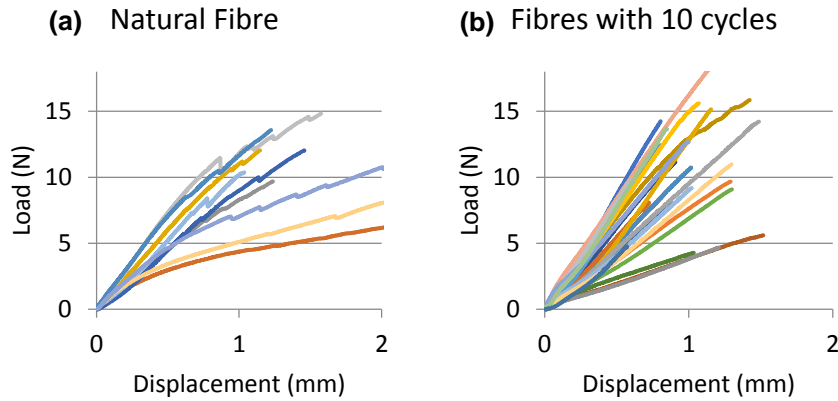 (a) Natural Fibre
15
10
5
0
0 1 2
Load (N)
Displacement (mm)
(b) Fibres with 10 cycles
15
10
5
0
0 1 2
Load (N)
Displacement (mm)